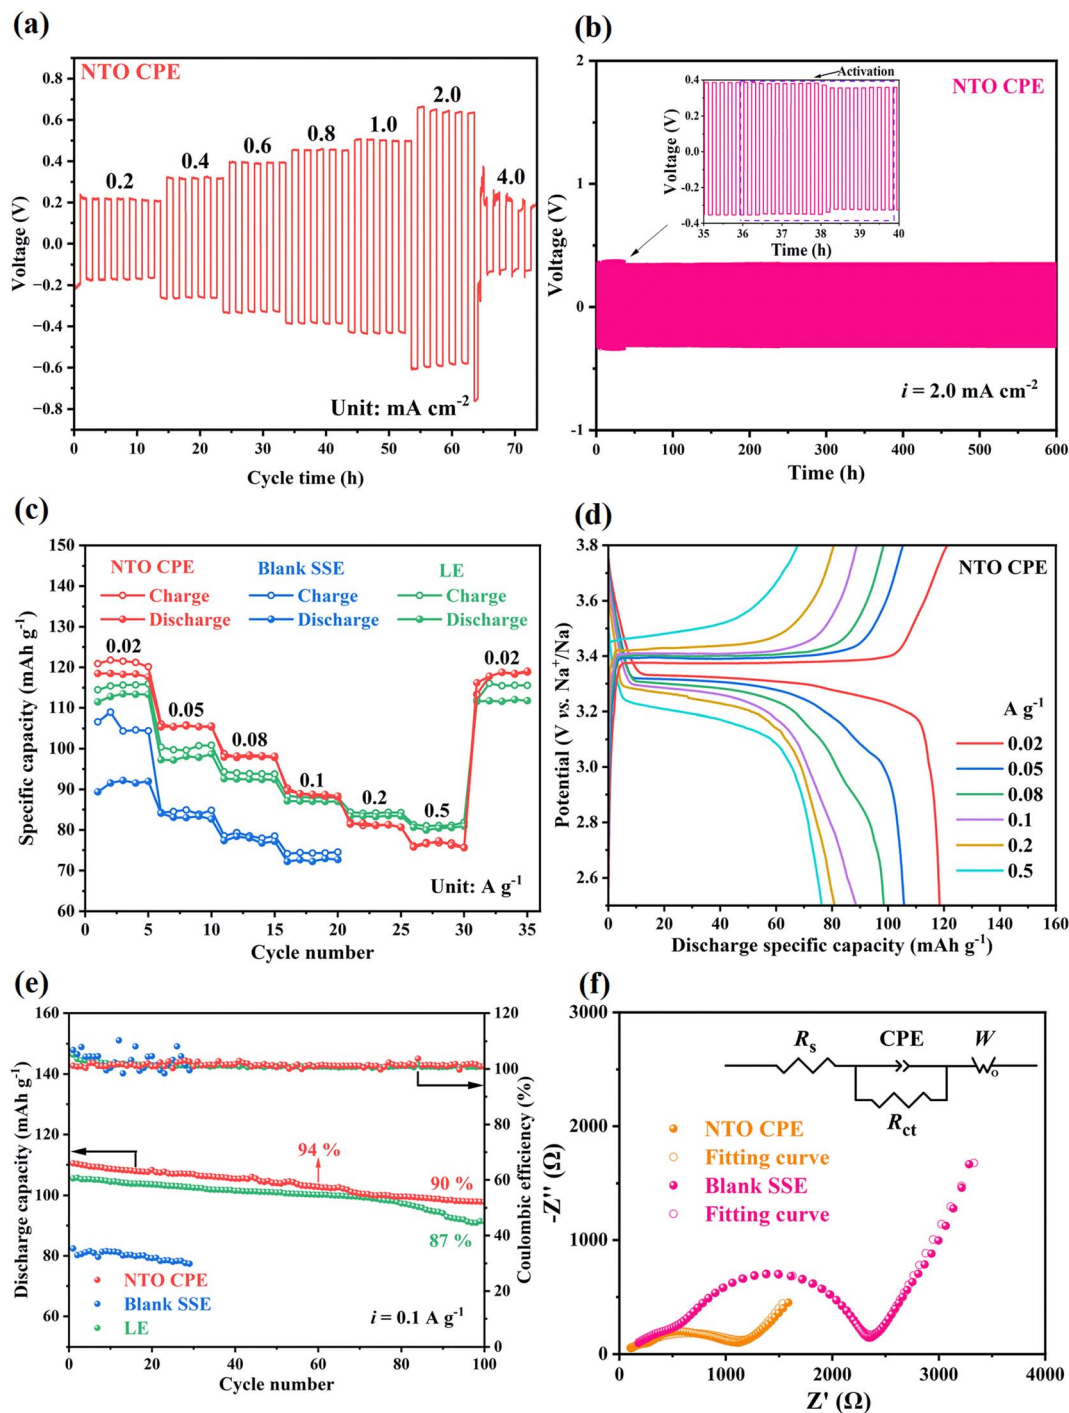 (a)
NTO CPE
0.8
0.6
0.4
0.2
0.0
−0.2
−0.4
−0.6
−0.8
Voltage (V)
0.2
0.4
0.6
0.8
1.0
2.0
4.0
Unit: mA cm-2
0 10 20 30 40 50 60 70
Cycle time (h)
(b)
NTO CPE
2
1
0
-1
Voltage (V)
Activation
0.4
0.2
0.0
-0.2
-0.4
Voltage (V)
35 36 37 38 39 40
Time (h)
i = 2.0 mA cm-2
0 100 200 300 400 500 600
Time (h)
(c)
150
140
130
120
110
100
90
80
70
60
Specific capacity (mAh g-1)
NTO CPE Blank SSE LE
Charge Charge Charge
Discharge Discharge Discharge
0.02
0.05
0.08
0.1
0.2
0.5
0.02
Unit: A g-1
0 5 10 15 20 25 30 35
Cycle number
(d)
3.8
3.4
3.0
2.6
Potential (V vs. Na+/Na)
NTO CPE
A g-1
0.02
0.05
0.08
0.1
0.2
0.5
0 20 40 60 80 100 120 140 160
Discharge specific capacity (mAh g-1)
(e)
160
140
120
100
80
60
Discharge capacity (mAh g-1)
120
100
80
60
40
20
0
Coulombic efficiency (%)
94 %
90 %
87 %
NTO CPE
Blank SSE
LE
i = 0.1 A g-1
0 20 40 60 80 100
Cycle number
(f)
3000
2000
1000
0
-Z'' (Ω)
Rs
CPE
W
o
Rct
NTO CPE
Fitting curve
Blank SSE
Fitting curve
0 1000 2000 3000 4000
Z' (Ω)